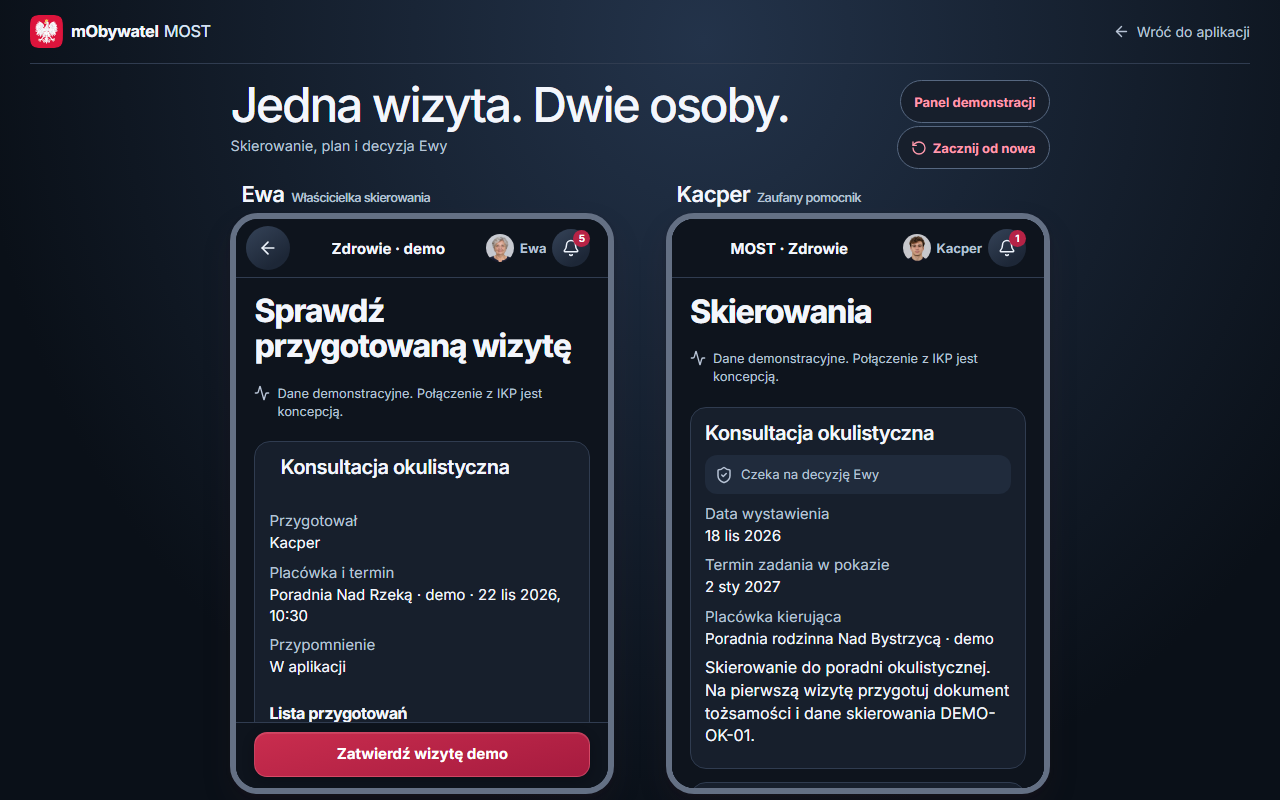 mObywatel MOST
Wróć do aplikacji
Jedna wizyta. Dwie osoby.
Skierowanie, plan i decyzja Ewy
Panel demonstracji
Zacznij od nowa
Ewa Właścicielka skierowania
Zdrowie · demo
Ewa
5
Sprawdź
przygotowaną wizytę
Dane demonstracyjne. Połączenie z IKP jest
koncepcją.
Konsultacja okulistyczna
Przygotował
Kacper
Placówka i termin
Poradnia Nad Rzeką · demo · 22 lis 2026,
10:30
Przypomnienie
W aplikacji
Lista przygotowań
Zatwierdź wizytę demo
Kacper Zaufany pomocnik
MOST · Zdrowie
Kacper
1
Skierowania
Dane demonstracyjne. Połączenie z IKP jest
koncepcją.
Konsultacja okulistyczna
Czeka na decyzję Ewy
Data wystawienia
18 lis 2026
Termin zadania w pokazie
2 sty 2027
Placówka kierująca
Poradnia rodzinna Nad Bystrzycą · demo
Skierowanie do poradni okulistycznej.
Na pierwszą wizytę przygotuj dokument
tożsamości i dane skierowania DEMO-
OK-01.